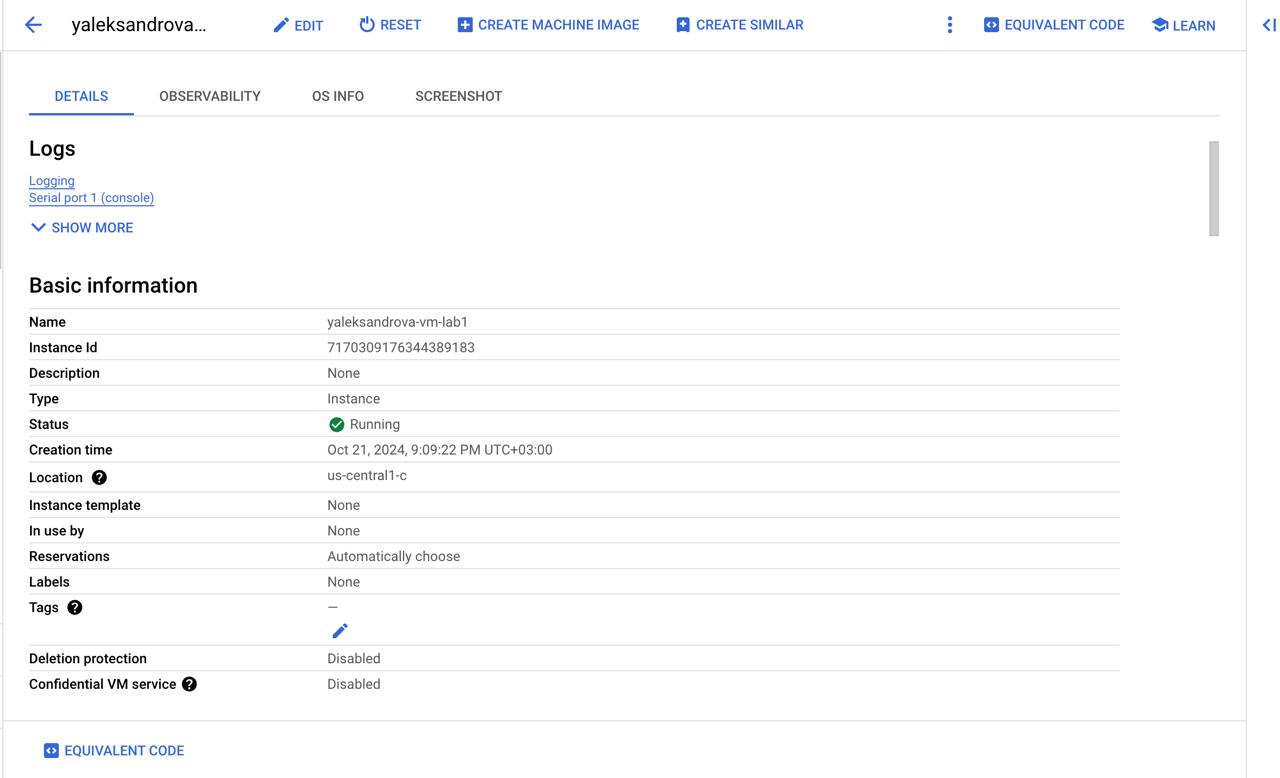 yaleksandrova... EDIT RESET CREATE MACHINE IMAGE CREATE SIMILAR EQUIVALENT CODE LEARN
DETAILS OBSERVABILITY OS INFO SCREENSHOT
Logs
Logging
Serial port 1 (console)
SHOW MORE
Basic information
Name yaleksandrova-vm-lab1
Instance Id 7170309176344389183
Description None
Type Instance
Status Running
Creation time Oct 21, 2024, 9:09:22 PM UTC+03:00
Location ? us-central1-c
Instance template None
In use by None
Reservations Automatically choose
Labels None
Tags ? —
Deletion protection Disabled
Confidential VM service ? Disabled
EQUIVALENT CODE